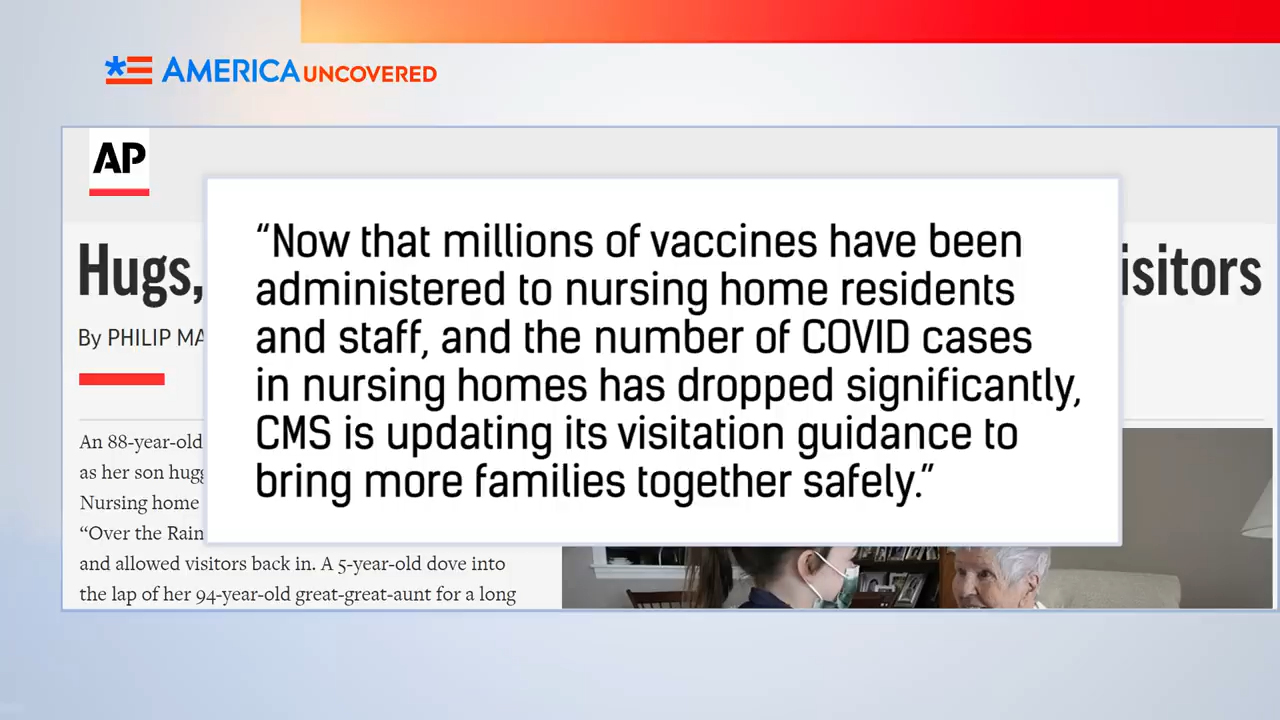 AMERICA UNCOVERED
AP
Hugs,
isitors
By PHILIP MA
“Now that millions of vaccines have been
administered to nursing home residents
and staff, and the number of COVID cases
in nursing homes has dropped significantly,
CMS is updating its visitation guidance to
bring more families together safely.”
An 88-year-old
as her son hugg
Nursing home
“Over the Rain
and allowed visitors back in. A 5-year-old dove into
the lap of her 94-year-old great-great-aunt for a long